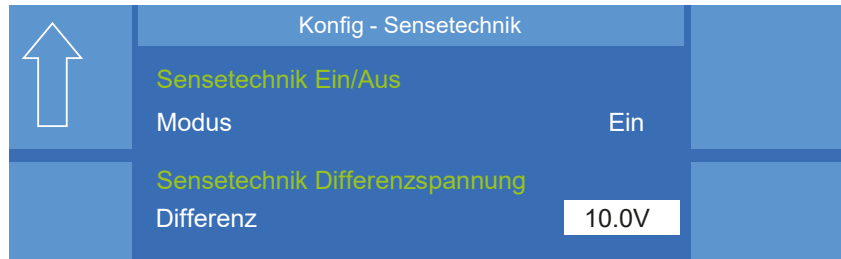 Konfig - Sensetechnik
Sensetechnik Ein/Aus
Modus Ein
Sensetechnik Differenzspannung
Differenz 10.0V